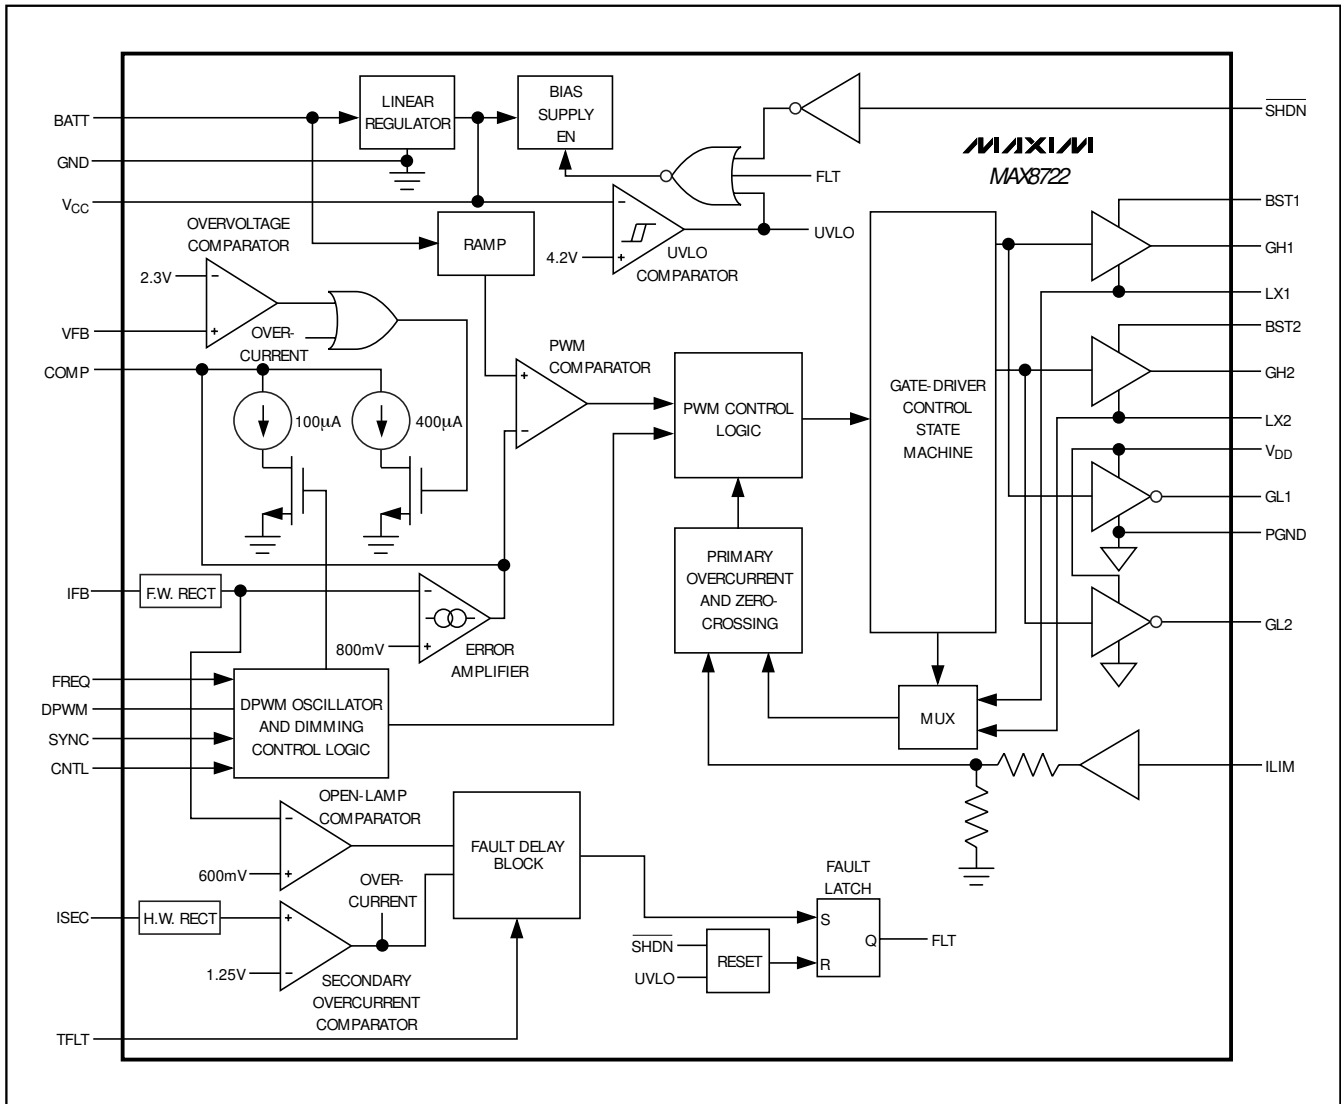 BATT
GND
VCC
VFB
COMP
IFB
FREQ
DPWM
SYNC
CNTL
ISEC
TFLT
LINEAR
REGULATOR
BIAS
SUPPLY
EN
SHDN
MAXIM
MAX8722
FLT
UVLO
RAMP
4.2V
−
+
UVLO
COMPARATOR
OVERVOLTAGE
COMPARATOR
2.3V
−
+
OVER-
CURRENT
100µA
400µA
PWM
COMPARATOR
+
−
PWM CONTROL
LOGIC
GATE-DRIVER
CONTROL
STATE
MACHINE
BST1
GH1
LX1
BST2
GH2
LX2
VDD
GL1
PGND
GL2
ILIM
PRIMARY
OVERCURRENT
AND ZERO-
CROSSING
MUX
F.W. RECT
−
+
800mV
ERROR
AMPLIFIER
DPWM OSCILLATOR
AND DIMMING
CONTROL LOGIC
OPEN-LAMP
COMPARATOR
−
+
600mV
FAULT DELAY
BLOCK
OVER-
CURRENT
H.W. RECT
+
−
1.25V
SECONDARY
OVERCURRENT
COMPARATOR
SHDN
UVLO
RESET
FAULT
LATCH
S
Q
R
FLT